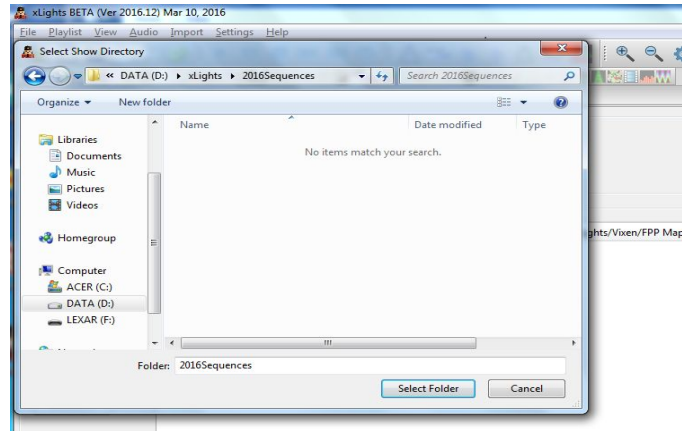 xLights BETA (Ver 2016.12) Mar 10, 2016
File Playlist View Audio Import Settings Help
Select Show Directory
« DATA (D:) ▸ xLights ▸ 2016Sequences
Search 2016Sequences
Organize New folder
Name Date modified Type
No items match your search.
Libraries
Documents
Music
Pictures
Videos
Homegroup
Computer
ACER (C:)
DATA (D:)
LEXAR (F:)
ghts/Vixen/FPP Map
Folder: 2016Sequences
Select Folder Cancel